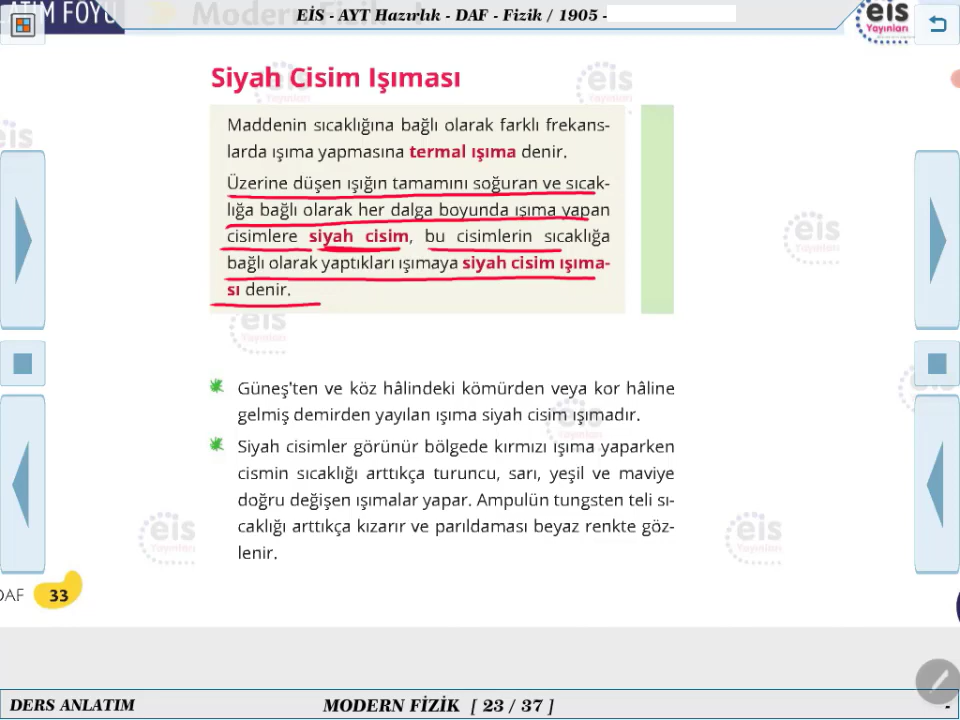 ATIM FOYÜ
Modern Fizik - I
EİS - AYT Hazırlık - DAF - Fizik / 1905 -
eis
Yayınları
Siyah Cisim Işıması
Maddenin sıcaklığına bağlı olarak farklı frekans-
larda ışıma yapmasına termal ışıma denir.
Üzerine düşen ışığın tamamını soğuran ve sıcak-
lığa bağlı olarak her dalga boyunda ışıma yapan
cisimlere siyah cisim, bu cisimlerin sıcaklığa
bağlı olarak yaptıkları ışımaya siyah cisim ışıma-
sı denir.
Güneş'ten ve köz hâlindeki kömürden veya kor hâline
gelmiş demirden yayılan ışıma siyah cisim ışımadır.
Siyah cisimler görünür bölgede kırmızı ışıma yaparken
cismin sıcaklığı arttıkça turuncu, sarı, yeşil ve maviye
doğru değişen ışımalar yapar. Ampulün tungsten teli sı-
caklığı arttıkça kızarır ve parıldaması beyaz renkte göz-
lenir.
DAF 33
DERS ANLATIM MODERN FİZİK [ 23 / 37 ] -